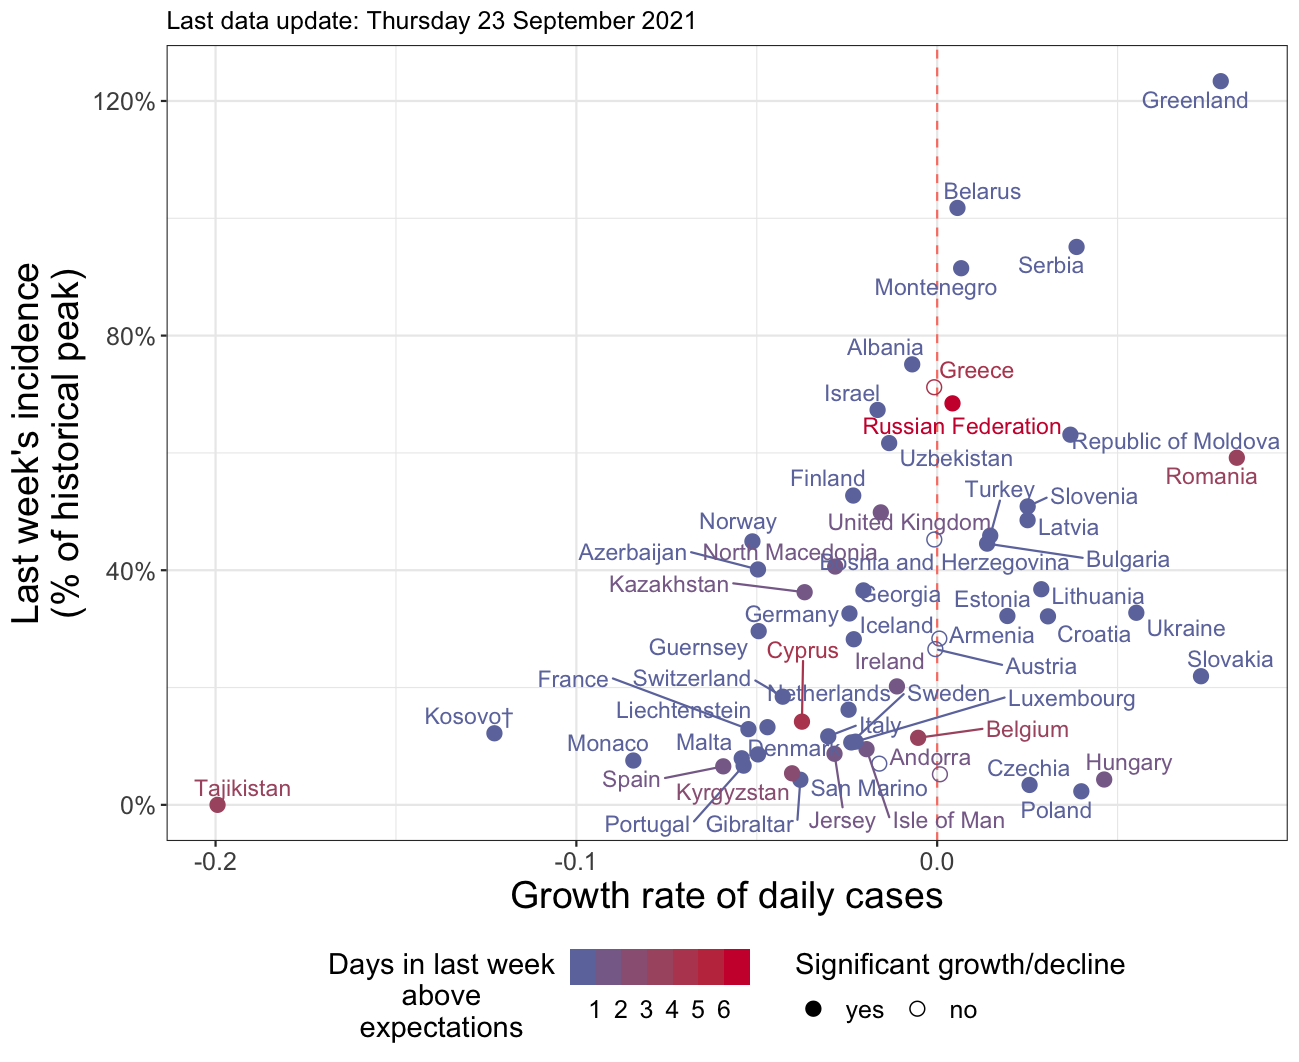 Last data update: Thursday 23 September 2021
Last week's incidence
(% of historical peak)
120%
80%
40%
0%
Greenland
Belarus
Serbia
Montenegro
Albania
Greece
Israel
Russian Federation
Republic of Moldova
Uzbekistan
Romania
Finland
Turkey
Slovenia
Norway
United Kingdom
Latvia
Azerbaijan
North Macedonia
Bosnia and Herzegovina
Bulgaria
Kazakhstan
Georgia
Estonia
Lithuania
Germany
Iceland
Armenia
Croatia
Ukraine
Guernsey
Cyprus
Ireland
Austria
Slovakia
France
Switzerland
Netherlands
Sweden
Luxembourg
Kosovo†
Liechtenstein
Italy
Belgium
Monaco
Malta
Denmark
Andorra
Czechia
Hungary
Tajikistan
Spain
Kyrgyzstan
San Marino
Poland
Portugal
Gibraltar
Jersey
Isle of Man
-0.2
-0.1
0.0
Growth rate of daily cases
Days in last week
above
expectations
1 2 3 4 5 6
Significant growth/decline
yes
no